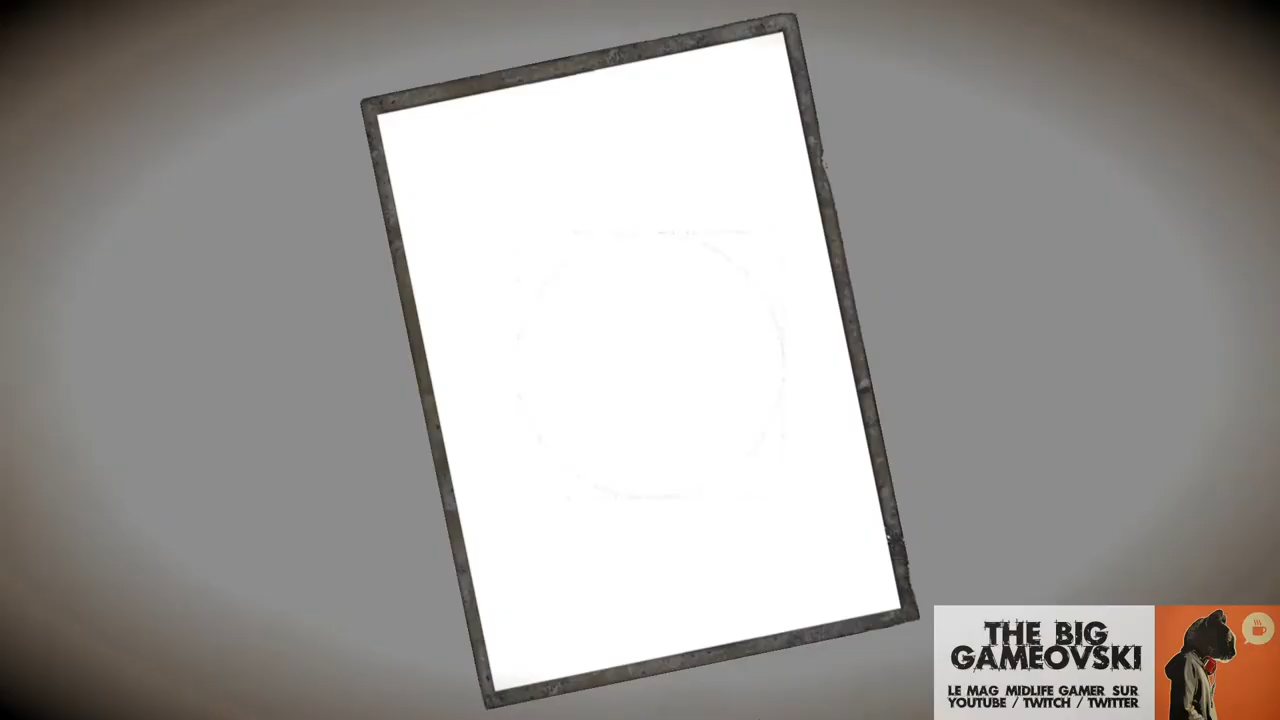 THE BIG
GAMEOVSKI
LE MAG MIDLIFE GAMER SUR
YOUTUBE / TWITCH / TWITTER